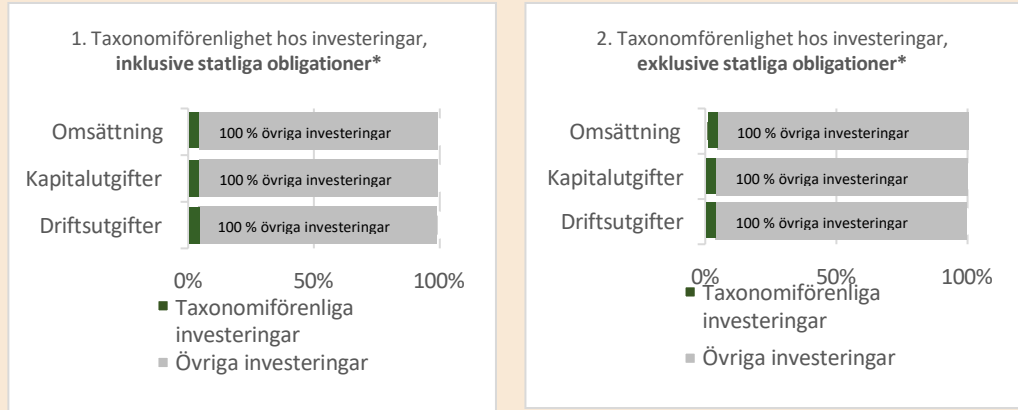 1. Taxonomiförenlighet hos investeringar,
inklusive statliga obligationer*
Omsättning
100 % övriga investeringar
Kapitalutgifter
100 % övriga investeringar
Driftsutgifter
100 % övriga investeringar
0%
50%
100%
Taxonomiförenliga
investeringar
Övriga investeringar
2. Taxonomförenlighet hos investeringar,
exklusive statliga obligationer*
Omsättning
100 % övriga investeringar
Kapitalutgifter
100 % övriga investeringar
Driftsutgifter
100 % övriga investeringar
0%
50%
100%
Taxonomiförenliga
investeringar
Övriga investeringar